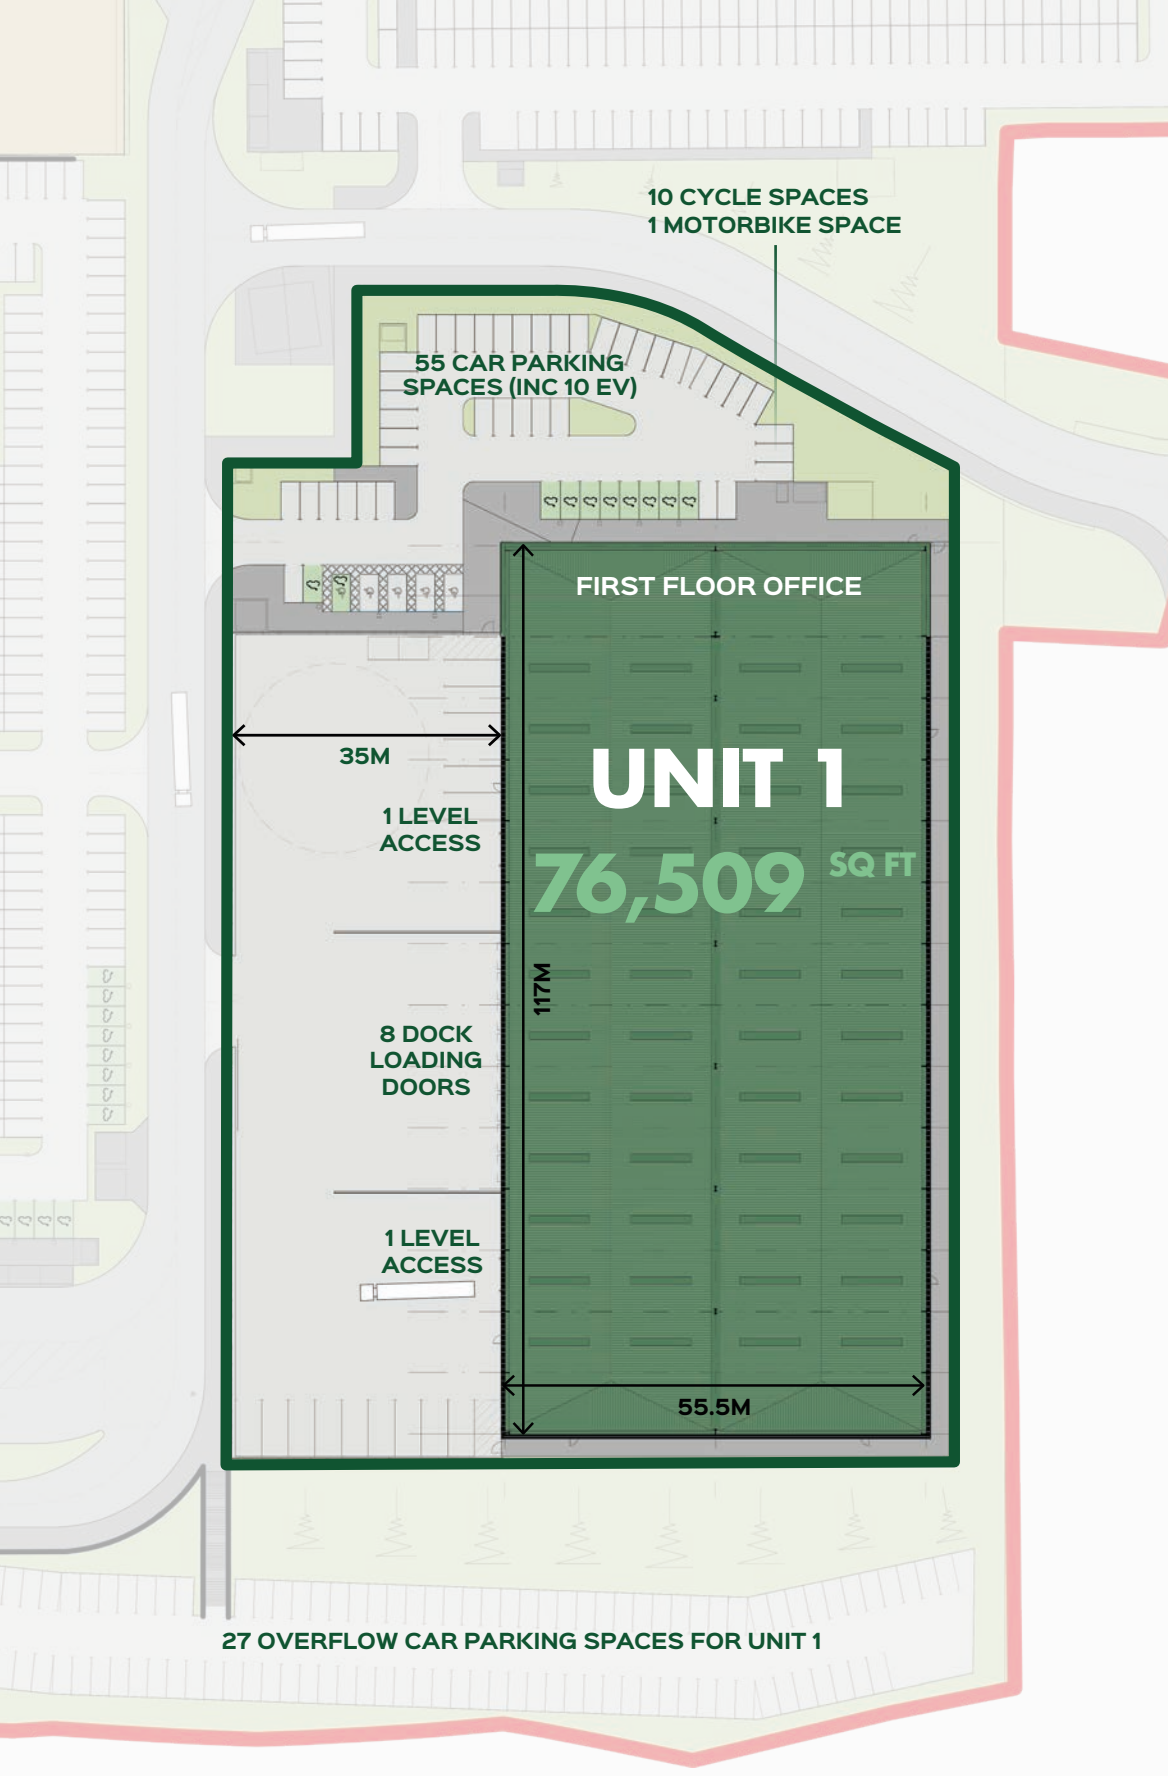 10 CYCLE SPACES
1 MOTORBIKE SPACE
55 CAR PARKING
SPACES (INC 10 EV)
FIRST FLOOR OFFICE
35M
UNIT 1
1 LEVEL
ACCESS
76,509 SQ FT
117M
8 DOCK
LOADING
DOORS
1 LEVEL
ACCESS
55.5M
27 OVERFLOW CAR PARKING SPACES FOR UNIT 1